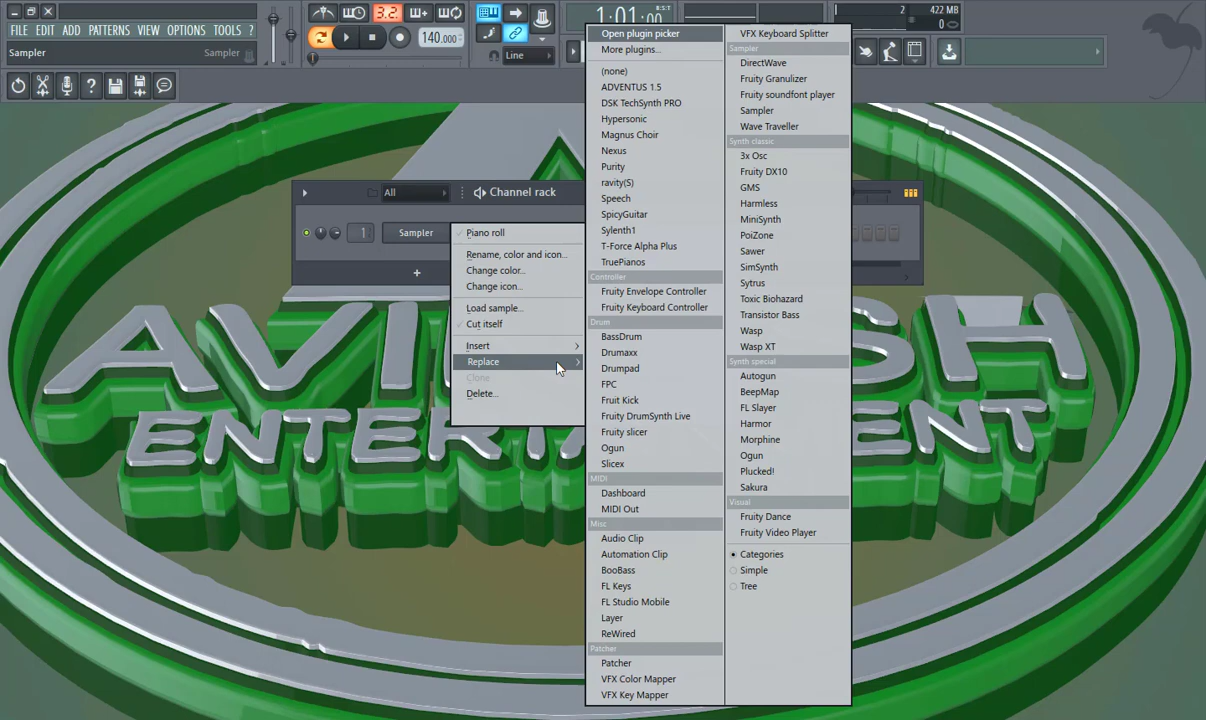 FILE EDIT ADD PATTERNS VIEW OPTIONS TOOLS ?
Sampler
Sampler
3.2
140.000
Line
1:01:00
2
422 MB
0
All
Channel rack
1
Sampler
+
Piano roll
Rename, color and icon...
Change color...
Change icon...
Load sample...
Cut itself
Insert
Replace
Clone
Delete...
Open plugin picker
More plugins...
(none)
ADVENTUS 1.5
DSK TechSynth PRO
Hypersonic
Magnus Choir
Nexus
Purity
ravity(S)
Speech
SpicyGuitar
Sylenth1
T-Force Alpha Plus
TruePianos
Controller
Fruity Envelope Controller
Fruity Keyboard Controller
Drum
BassDrum
Drumaxx
Drumpad
FPC
Fruit Kick
Fruity DrumSynth Live
Fruity slicer
Ogun
Slicex
MIDI
Dashboard
MIDI Out
Misc
Audio Clip
Automation Clip
BooBass
FL Keys
FL Studio Mobile
Layer
ReWired
Patcher
Patcher
VFX Color Mapper
VFX Key Mapper
VFX Keyboard Splitter
Sampler
DirectWave
Fruity Granulizer
Fruity soundfont player
Sampler
Wave Traveller
Synth classic
3x Osc
Fruity DX10
GMS
Harmless
MiniSynth
PoiZone
Sawer
SimSynth
Sytrus
Toxic Biohazard
Transistor Bass
Wasp
Wasp XT
Synth special
Autogun
BeepMap
FL Slayer
Harmor
Morphine
Ogun
Plucked!
Sakura
Visual
Fruity Dance
Fruity Video Player
Categories
Simple
Tree